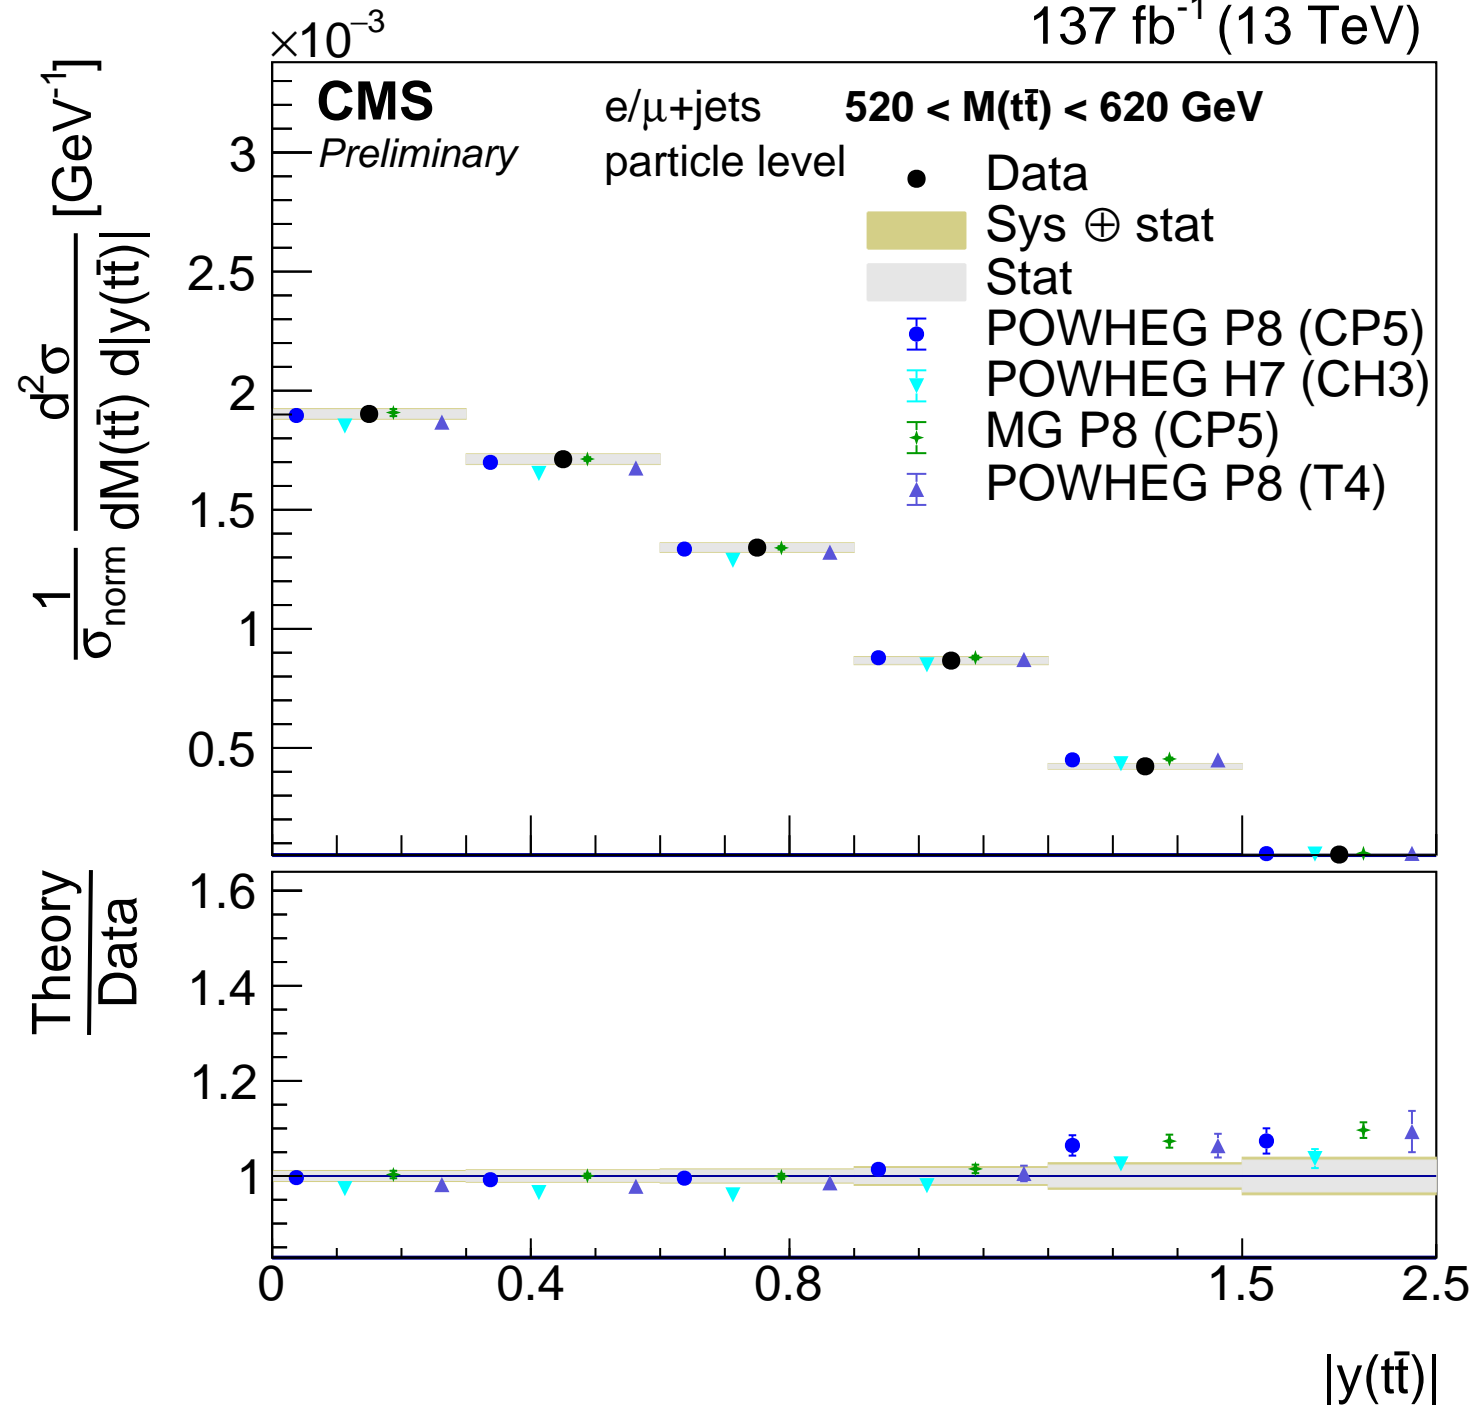 ×10⁻³
137 fb⁻¹ (13 TeV)
CMS
Preliminary
e/μ+jets
particle level
520 < M(tt̄) < 620 GeV
Data
Sys ⊕ stat
Stat
POWHEG P8 (CP5)
POWHEG H7 (CH3)
MG P8 (CP5)
POWHEG P8 (T4)
1/σnorm d²σ/dM(tt̄) d|y(tt̄)| [GeV⁻¹]
3
2.5
2
1.5
1
0.5
Theory
Data
1.6
1.4
1.2
1
0 0.4 0.8 1.5 2.5
|y(tt̄)|